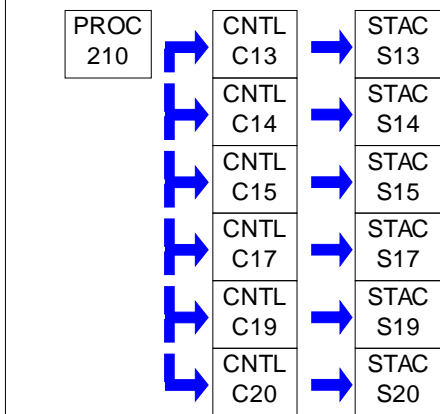 PROC
210
CNTL
C13
STAC
S13
CNTL
C14
STAC
S14
CNTL
C15
STAC
S15
CNTL
C17
STAC
S17
CNTL
C19
STAC
S19
CNTL
C20
STAC
S20